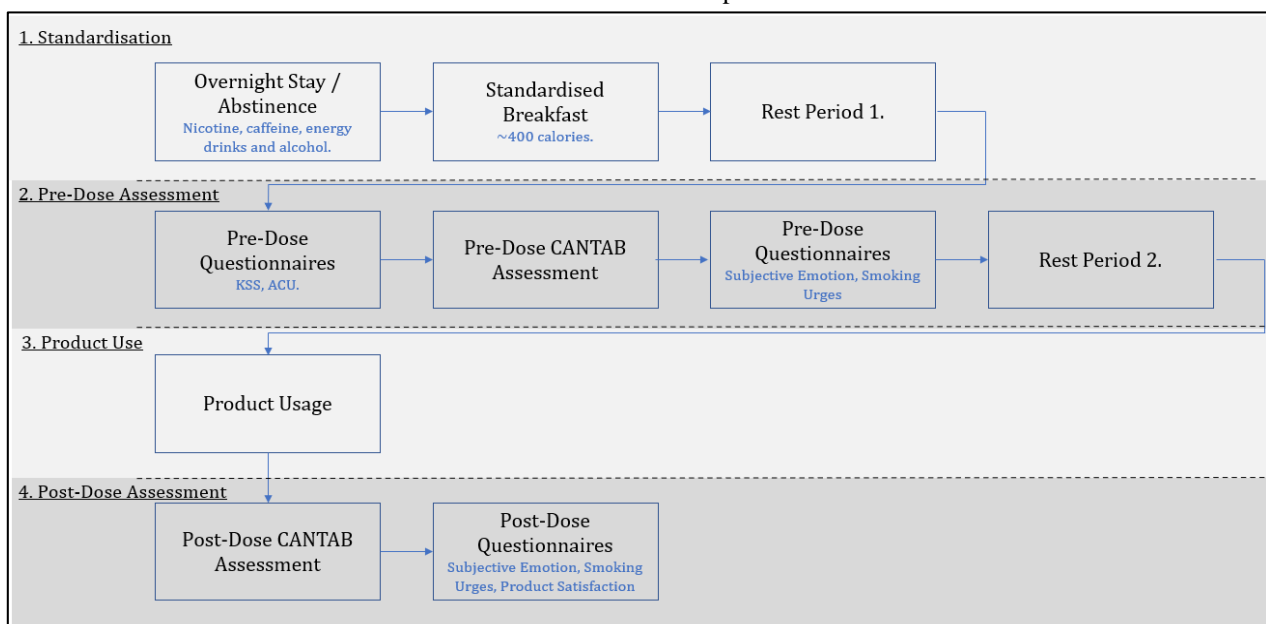 1. Standardisation
Overnight Stay /
Abstinence
Nicotine, caffeine, energy
drinks and alcohol.
Standardised
Breakfast
~400 calories.
Rest Period 1.
2. Pre-Dose Assessment
Pre-Dose
Questionnaires
KSS, ACU.
Pre-Dose CANTAB
Assessment
Pre-Dose
Questionnaires
Subjective Emotion, Smoking
Urges
Rest Period 2.
3. Product Use
Product Usage
4. Post-Dose Assessment
Post-Dose CANTAB
Assessment
Post-Dose
Questionnaires
Subjective Emotion, Smoking
Urges, Product Satisfaction